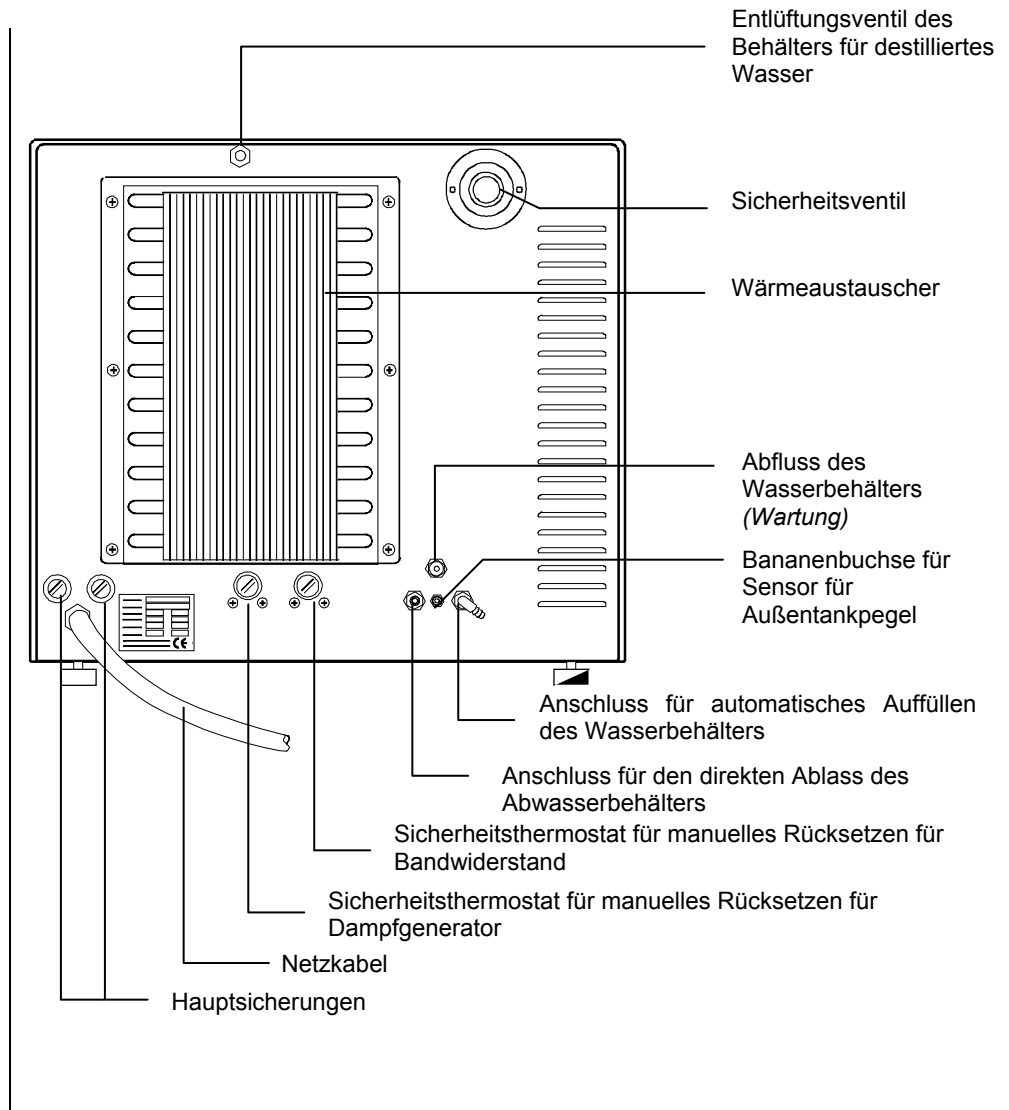 Entlüftungsventil des
Behälters für destilliertes
Wasser
Sicherheitsventil
Wärmeaustauscher
Abfluss des
Wasserbehälters
(Wartung)
Bananenbuchse für
Sensor für
Außentankpegel
Anschluss für automatisches Auffüllen
des Wasserbehälters
Anschluss für den direkten Ablass des
Abwasserbehälters
Sicherheitsthermostat für manuelles Rücksetzen für
Bandwiderstand
Sicherheitsthermostat für manuelles Rücksetzen für
Dampfgenerator
Netzkabel
Hauptsicherungen
CE